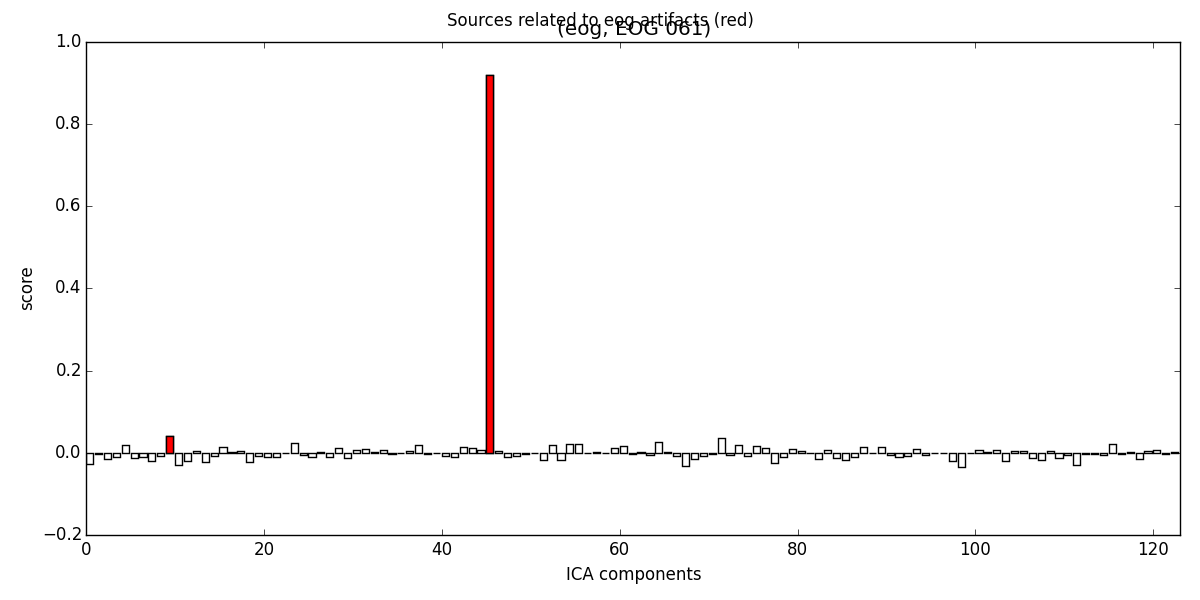 Sources related to eog artifacts (red)
(eog, EOG 061)
1.0
0.8
0.6
0.4
0.2
0.0
−0.2
score
0 20 40 60 80 100 120
ICA components